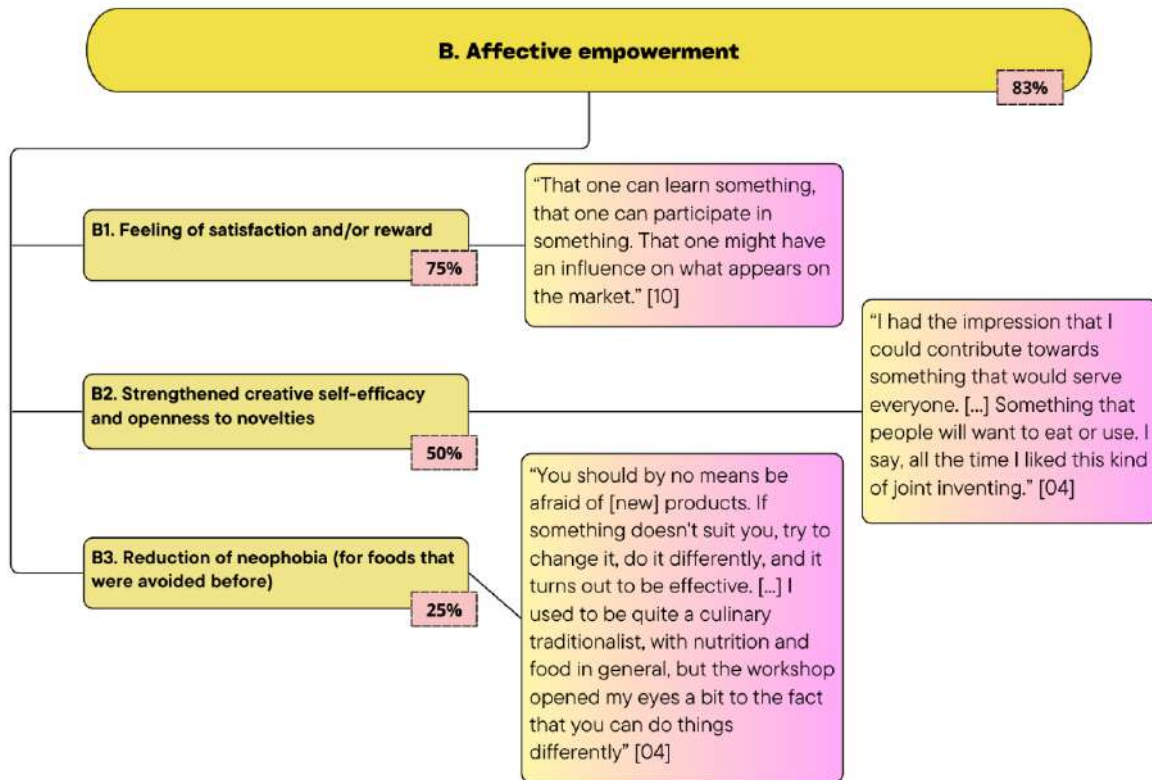 B. Affective empowerment
83%
B1. Feeling of satisfaction and/or reward
75%
“That one can learn something,
that one can participate in
something. That one might have
an influence on what appears on
the market.” [10]
B2. Strengthened creative self-efficacy
and openness to novelties
50%
“I had the impression that I
could contribute towards
something that would serve
everyone. [...] Something that
people will want to eat or use. I
say, all the time I liked this kind
of joint inventing.” [04]
B3. Reduction of neophobia (for foods that
were avoided before)
25%
“You should by no means be
afraid of [new] products. If
something doesn't suit you, try to
change it, do it differently, and it
turns out to be effective. [...] I
used to be quite a culinary
traditionalist, with nutrition and
food in general, but the workshop
opened my eyes a bit to the fact
that you can do things
differently” [04]